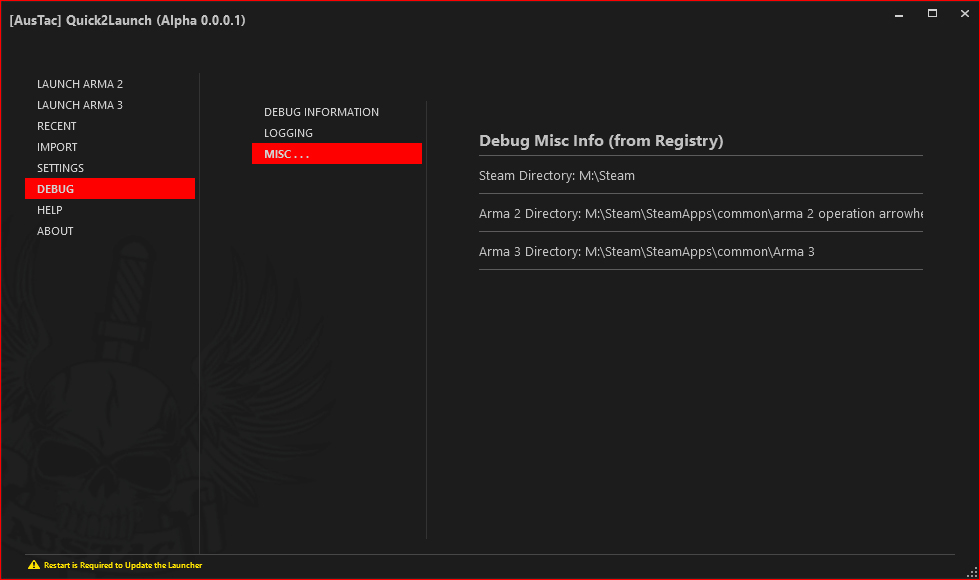 [AusTac] Quick2Launch (Alpha 0.0.0.1)
LAUNCH ARMA 2
LAUNCH ARMA 3
RECENT
IMPORT
SETTINGS
DEBUG
HELP
ABOUT
DEBUG INFORMATION
LOGGING
MISC . . .
Debug Misc Info (from Registry)
Steam Directory: M:\Steam
Arma 2 Directory: M:\Steam\SteamApps\common\arma 2 operation arrowhe
Arma 3 Directory: M:\Steam\SteamApps\common\Arma 3
Restart is Required to Update the Launcher